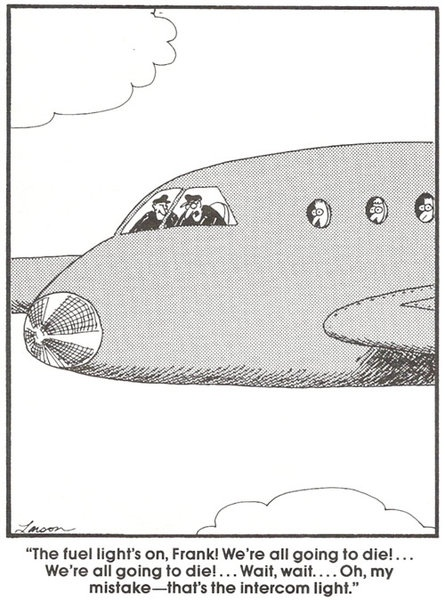 Larson
"The fuel light's on, Frank! We're all going to die!...
We're all going to die!... Wait, wait.... Oh, my
mistake—that's the intercom light."